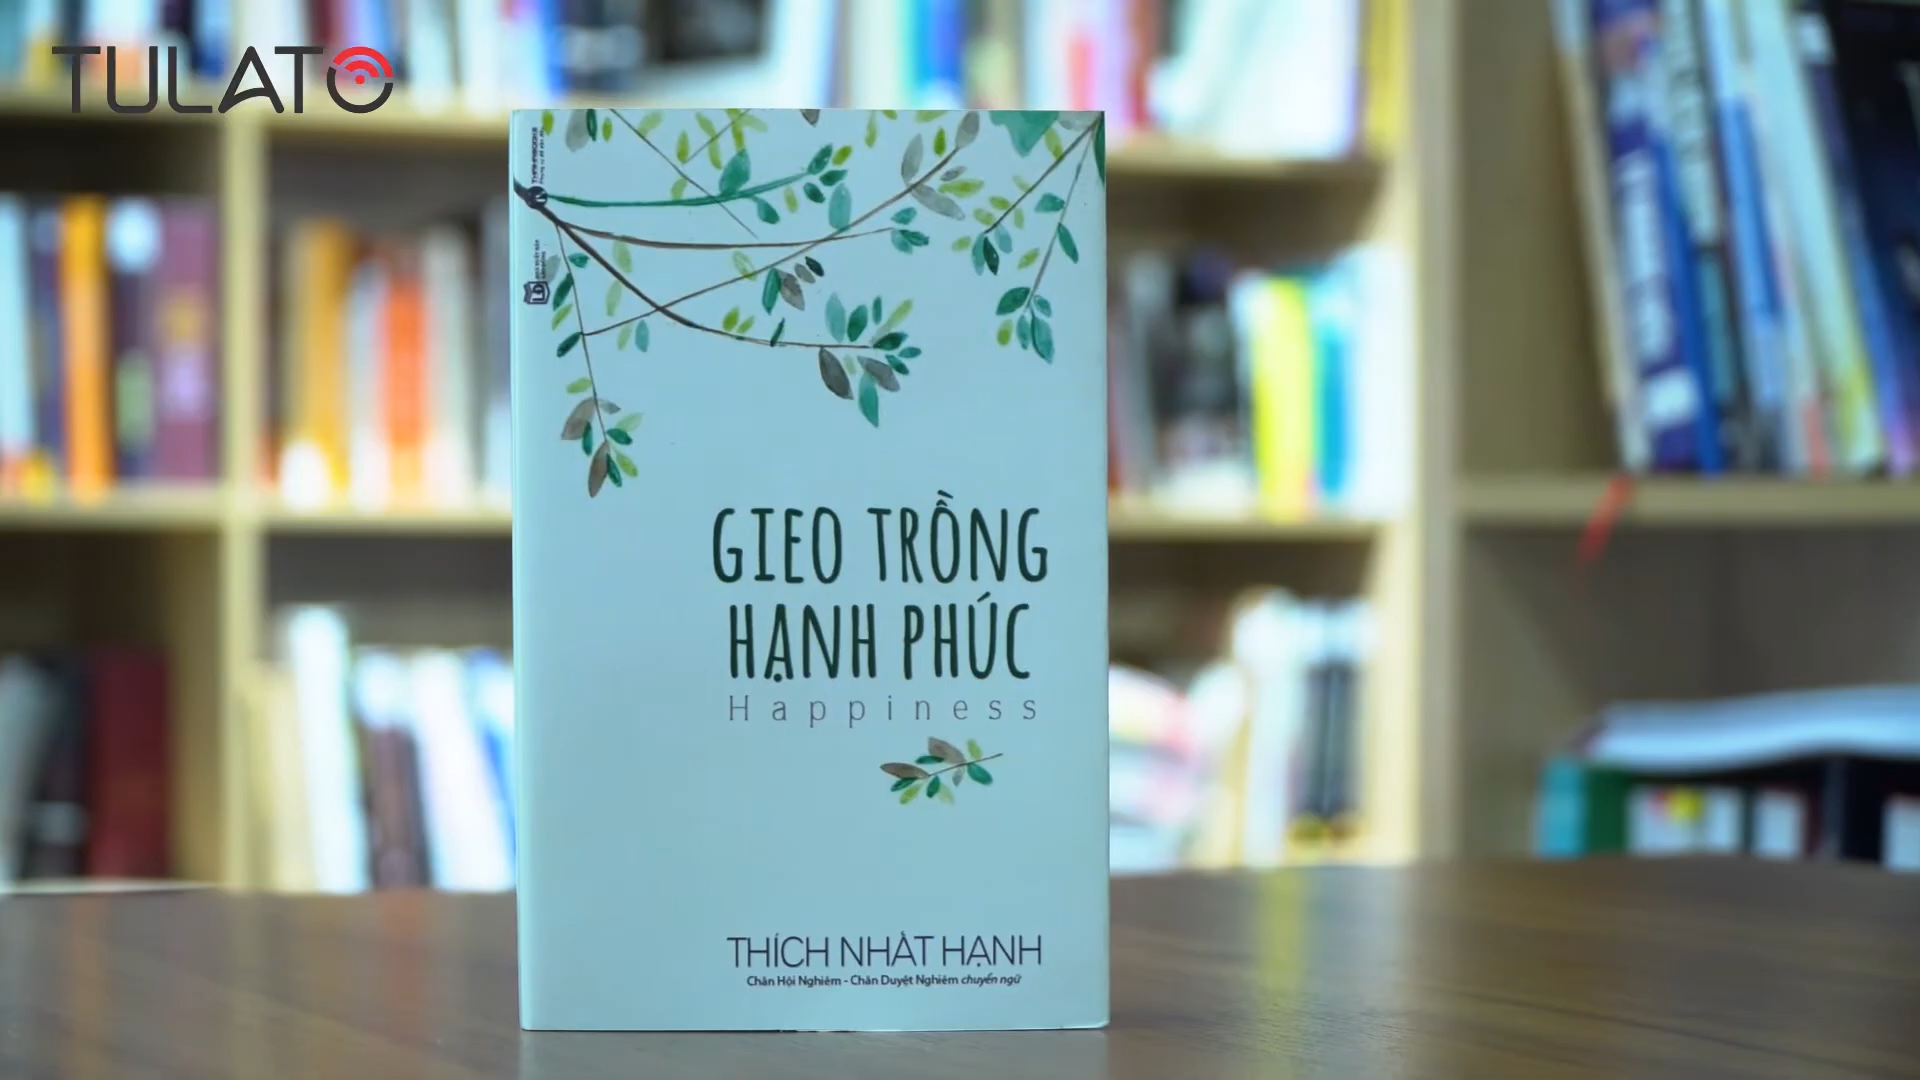 TULATO
GIEO TRỒNG
HẠNH PHÚC
Happiness
THÍCH NHẤT HẠNH
Chân Hội Nghiêm - Chân Duyệt Nghiêm chuyển ngữ